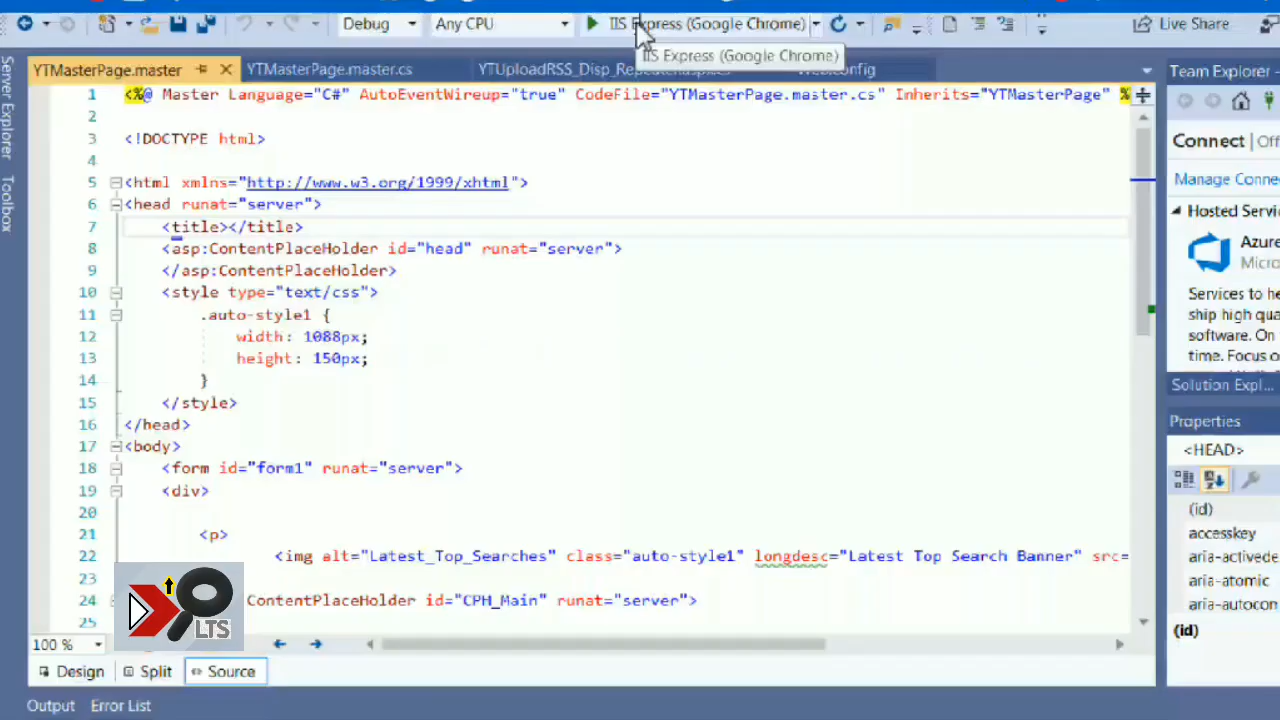 Debug Any CPU IIS Express (Google Chrome) Live Share
IIS Express (Google Chrome)
YTMasterPage.master YTMasterPage.master.cs
Team Explorer
Server Explorer
Toolbox
1 <%@ Master Language="C#" AutoEventWireup="true" CodeFile="YTMasterPage.master.cs" Inherits="YTMasterPage" %
2
3 <!DOCTYPE html>
4
5 <html xmlns="http://www.w3.org/1999/xhtml">
6 <head runat="server">
7 <title></title>
8 <asp:ContentPlaceHolder id="head" runat="server">
9 </asp:ContentPlaceHolder>
10 <style type="text/css">
11 .auto-style1 {
12 width: 1088px;
13 height: 150px;
14 }
15 </style>
16 </head>
17 <body>
18 <form id="form1" runat="server">
19 <div>
20
21 <p>
22 <img alt="Latest_Top_Searches" class="auto-style1" longdesc="Latest Top Search Banner" src=
23
24 ContentPlaceHolder id="CPH_Main" runat="server">
25
LTS
100 %
Design Split Source
Output Error List
Connect | Off
Manage Conne
Hosted Servi
Azure
Micro
Services to he
ship high qua
software. On
time. Focus o
Solution Expl...
Properties
<HEAD>
(id)
accesskey
aria-activede
aria-atomic
aria-autocon
(id)